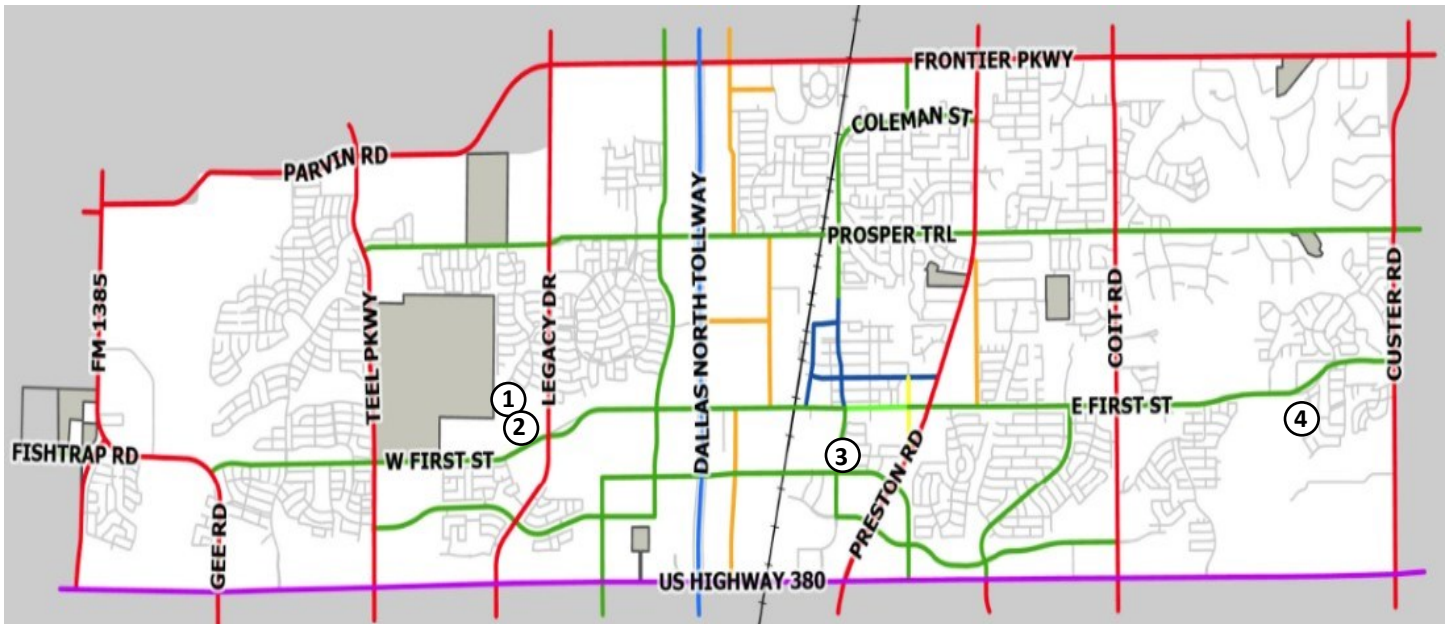 FRONTIER PKWY
COLEMAN ST
PARVIN RD
PROSPER TRL
FM 1385
TEEL PKWY
LEGACY DR
DALLAS NORTH TOLLWAY
COIT RD
CUSTER RD
1
2
E FIRST ST
4
FISHTRAP RD
W FIRST ST
3
PRESTON RD
GEE RD
US HIGHWAY 380